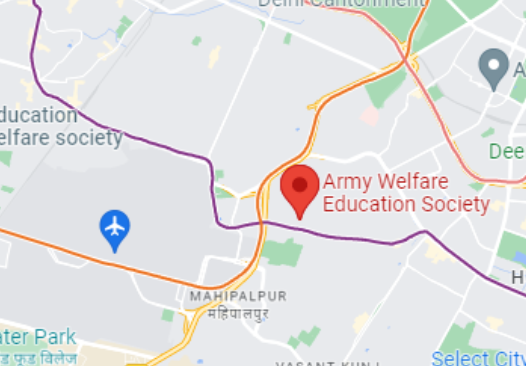 Delhi Cantonment
A
ducation
elfare society
Dee
Army Welfare
Education Society
H
MAHIPALPUR
महिपालपुर
ater Park
ड फूड विलेज
VASANT KUNJ
Select City